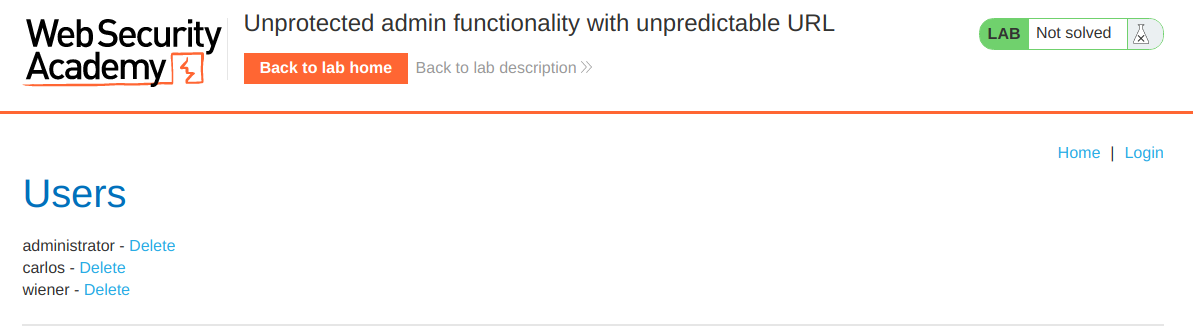 Web Security
Academy
Unprotected admin functionality with unpredictable URL
Back to lab home
Back to lab description
LAB
Not solved
Home | Login
Users
administrator - Delete
carlos - Delete
wiener - Delete